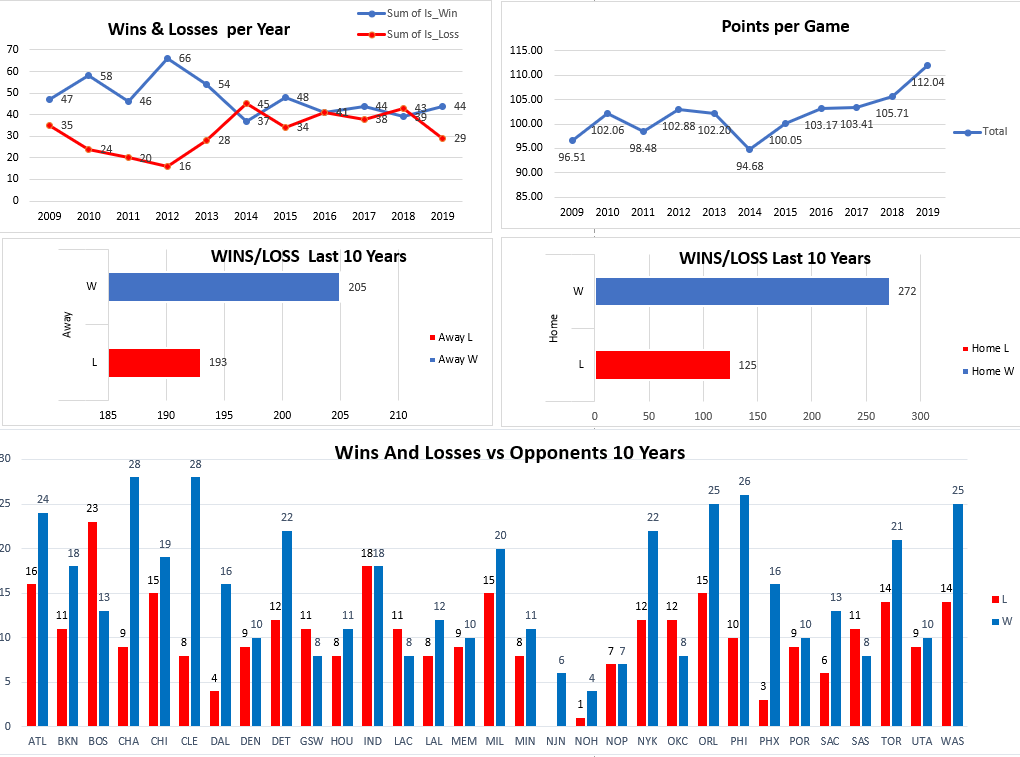 Wins & Losses  per Year
Sum of Is_Win
Sum of Is_Loss
70
60
50
40
30
20
10
0
47 58 46 66 54 37 48 41 44 39 44
35 24 20 16 28 45 34 41 38 43 29
2009 2010 2011 2012 2013 2014 2015 2016 2017 2018 2019
Points per Game
115.00
110.00
105.00
100.00
95.00
90.00
85.00
96.51 102.06 98.48 102.88 102.20 94.68 100.05 103.17 103.41 105.71 112.04
2009 2010 2011 2012 2013 2014 2015 2016 2017 2018 2019
Total
WINS/LOSS  Last 10 Years
Away
W 205
L 193
185 190 195 200 205 210
Away L
Away W
WINS/LOSS Last 10 Years
Home
W 272
L 125
0 50 100 150 200 250 300
Home L
Home W
Wins And Losses vs Opponents 10 Years
30
25
20
15
10
5
0
16 24 11 18 23 13 9 28 15 19 8 28 4 16 9 10 12 22 11 8 8 11 18 18 11 8 8 12 9 10 15 20 8 11 6 1 4 7 7 12 22 12 8 15 25 10 26 3 16 9 10 6 13 11 8 14 21 9 10 14 25
ATL BKN BOS CHA CHI CLE DAL DEN DET GSW HOU IND LAC LAL MEM MIL MIN NJN NOH NOP NYK OKC ORL PHI PHX POR SAC SAS TOR UTA WAS
L
W